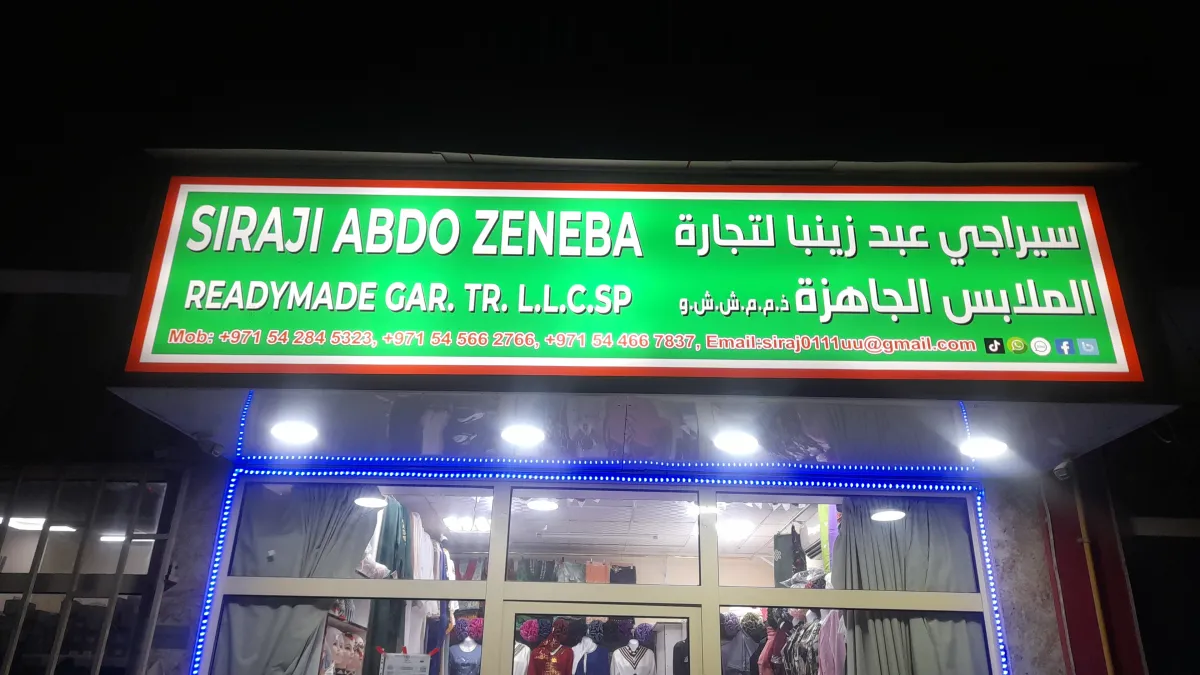 SIRAJI ABDO ZENEBA
سيراجي عبد زينبا لتجارة
READYMADE GAR. TR. L.L.C.SP
الملابس الجاهزة ذ.م.م.ش.ش.و
Mob: +971 54 284 5323, +971 54 566 2766, +971 54 466 7837, Email:siraj0111uu@gmail.com